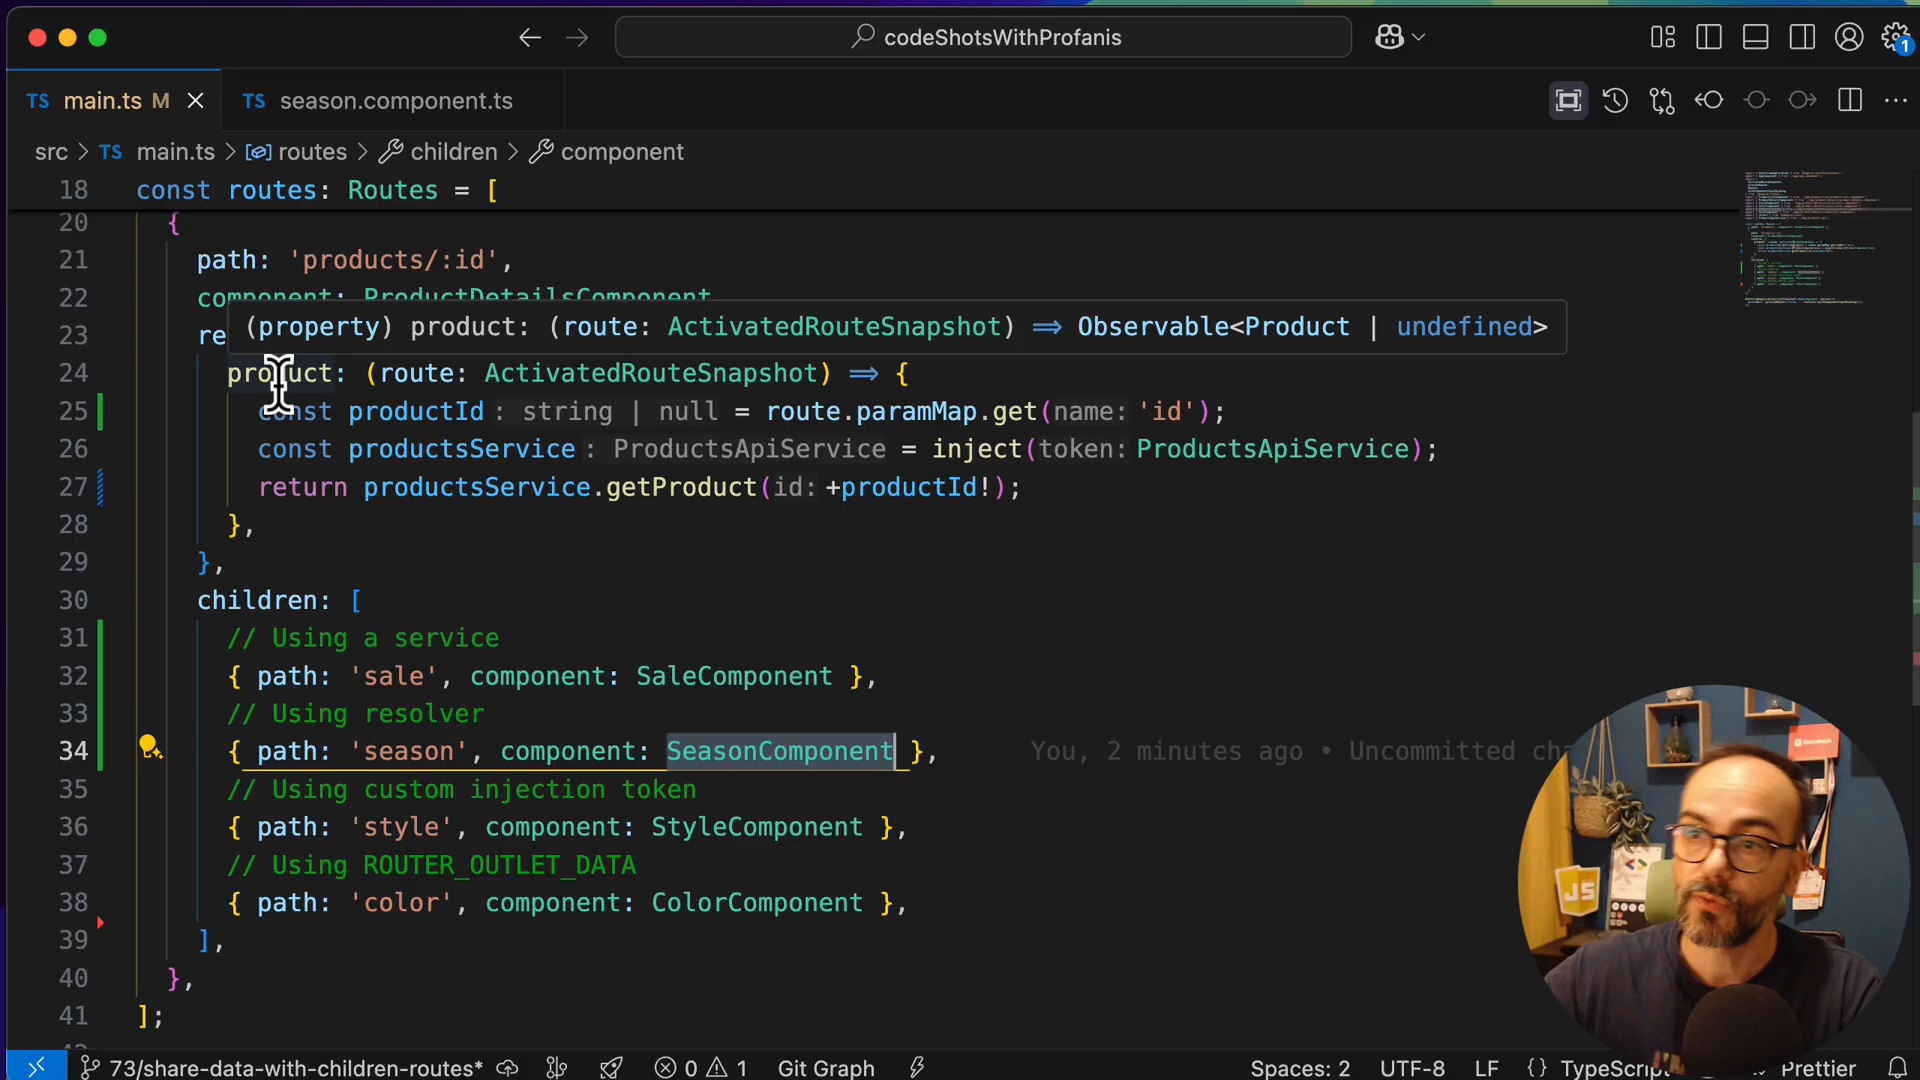 codeShotsWithProfanis
1
TS main.ts M
TS season.component.ts
src > TS main.ts > routes > children > component
18 const routes: Routes = [
20 {
21 path: 'products/:id',
22 component: ProductDetailsComponent
23 re
(property) product: (route: ActivatedRouteSnapshot) => Observable<Product | undefined>
24 product: (route: ActivatedRouteSnapshot) => {
25 const productId: string | null = route.paramMap.get(name: 'id');
26 const productsService: ProductsApiService = inject(token: ProductsApiService);
27 return productsService.getProduct(id: +productId!);
28 },
29 },
30 children: [
31 // Using a service
32 { path: 'sale', component: SaleComponent },
33 // Using resolver
34 { path: 'season', component: SeasonComponent }, You, 2 minutes ago • Uncommitted ch
35 // Using custom injection token
36 { path: 'style', component: StyleComponent },
37 // Using ROUTER_OUTLET_DATA
38 { path: 'color', component: ColorComponent },
39 ],
40 },
41 ];
JS
73/share-data-with-children-routes* 0 1 Git Graph Spaces: 2 UTF-8 LF {} TypeScript Prettier